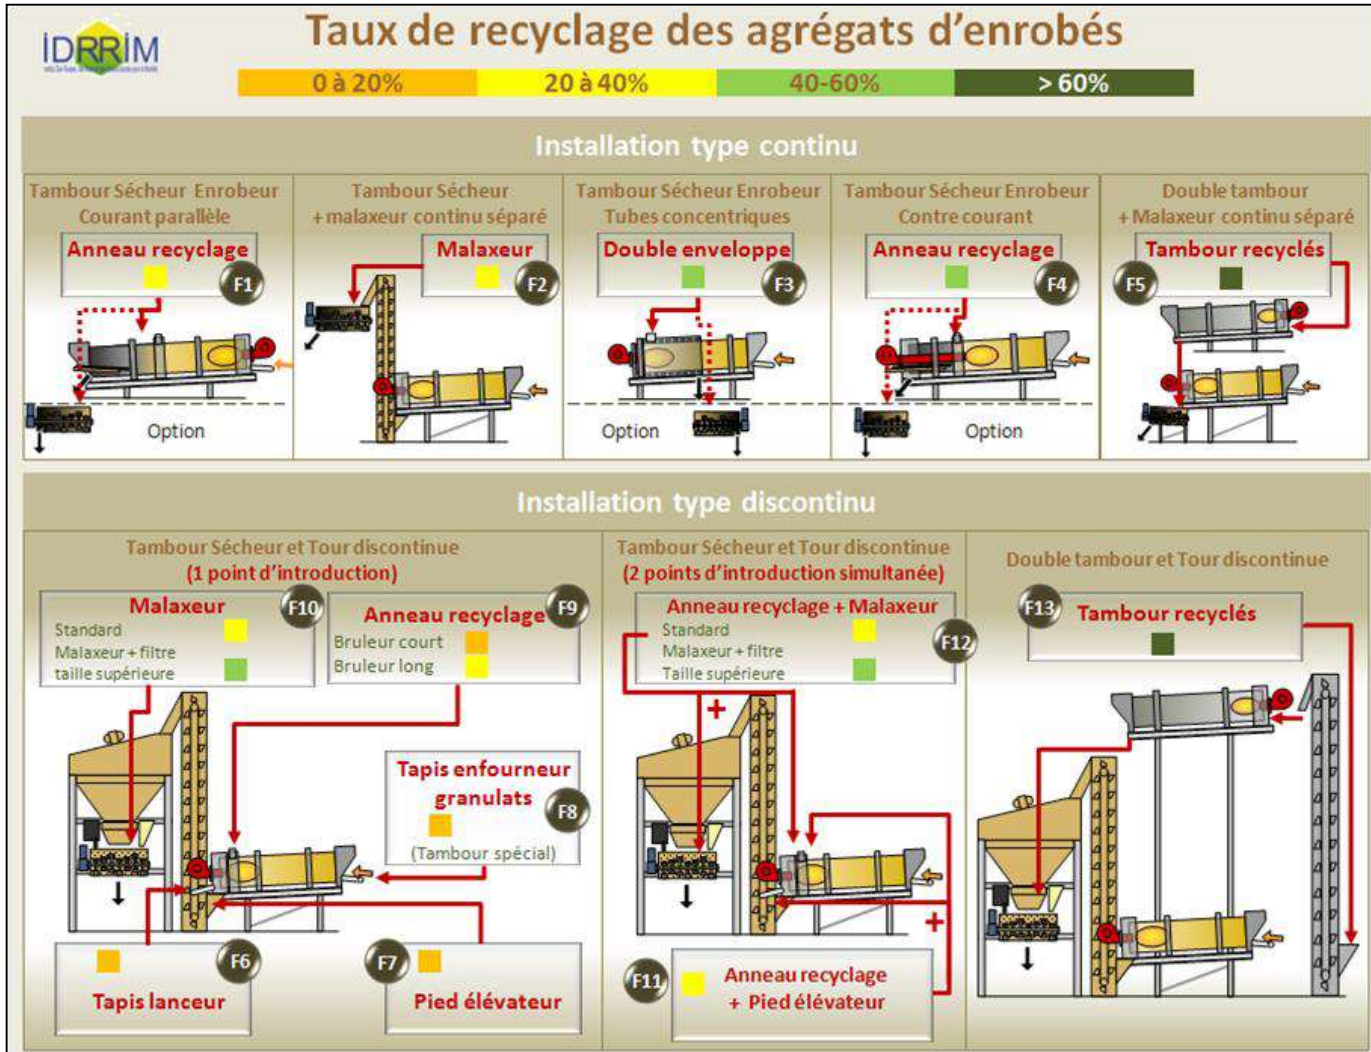 IDRRIM
Taux de recyclage des agrégats d'enrobés
0 à 20%
20 à 40%
40-60%
> 60%
Installation type continu
Tambour Sécheur Enrobeur
Courant parallèle
Anneau recyclage
F1
Option
Tambour Sécheur
+ malaxeur continu séparé
Malaxeur
F2
Tambour Sécheur Enrobeur
Tubes concentriques
Double enveloppe
F3
Option
Tambour Sécheur Enrobeur
Contre courant
Anneau recyclage
F4
Option
Double tambour
+ Malaxeur continu séparé
Tambour recyclés
F5
Installation type discontinu
Tambour Sécheur et Tour discontinue
(1 point d'introduction)
Malaxeur
F10
Standard
Malaxeur + filtre
taille supérieure
Anneau recyclage
F9
Bruleur court
Bruleur long
Tapis enfourneur
granulats
F8
(Tambour spécial)
F6
Tapis lanceur
F7
Pied élévateur
Tambour Sécheur et Tour discontinue
(2 points d'introduction simultanée)
Anneau recyclage + Malaxeur
Standard
Malaxeur + filtre
Taille supérieure
F12
+
+
F11
Anneau recyclage
+ Pied élévateur
Double tambour et Tour discontinue
F13
Tambour recyclés